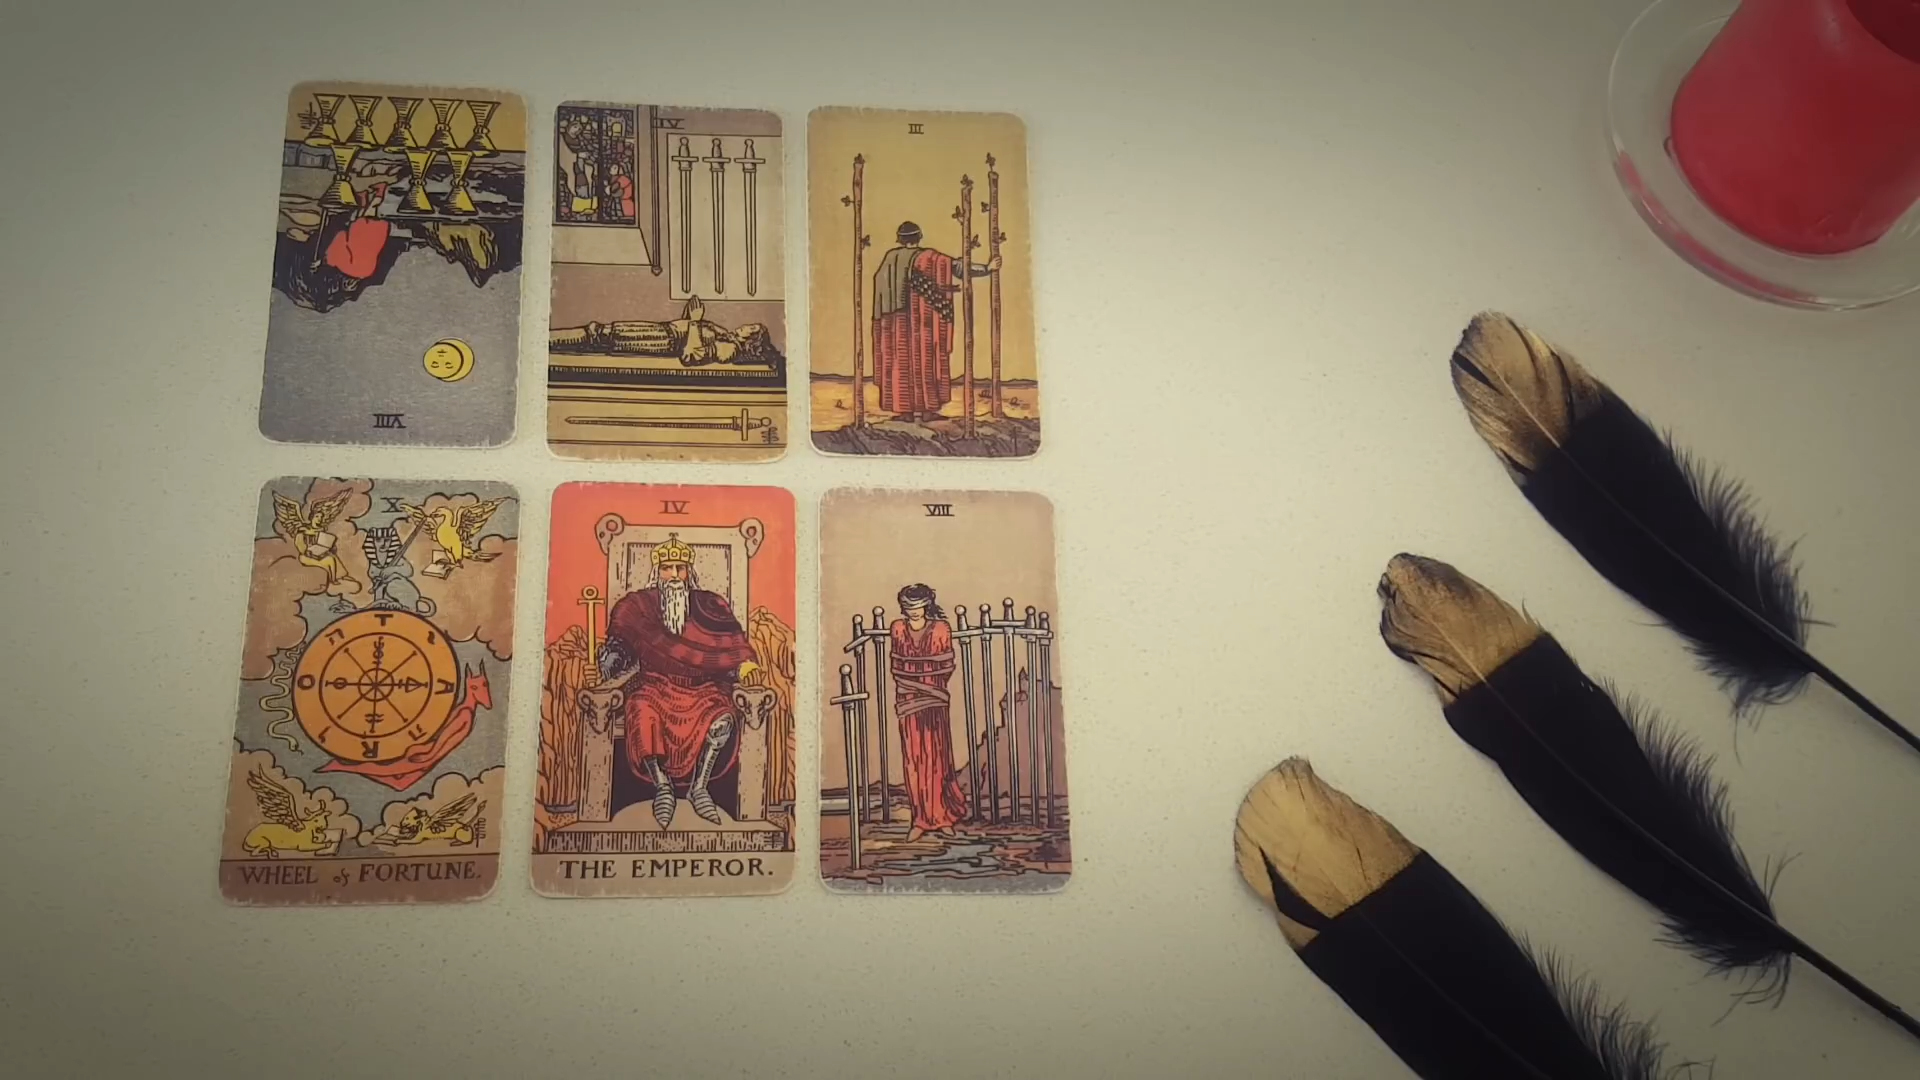 IV
III
VIII
X
IV
VIII
T
A
R
O
WHEEL of FORTUNE.
THE EMPEROR.